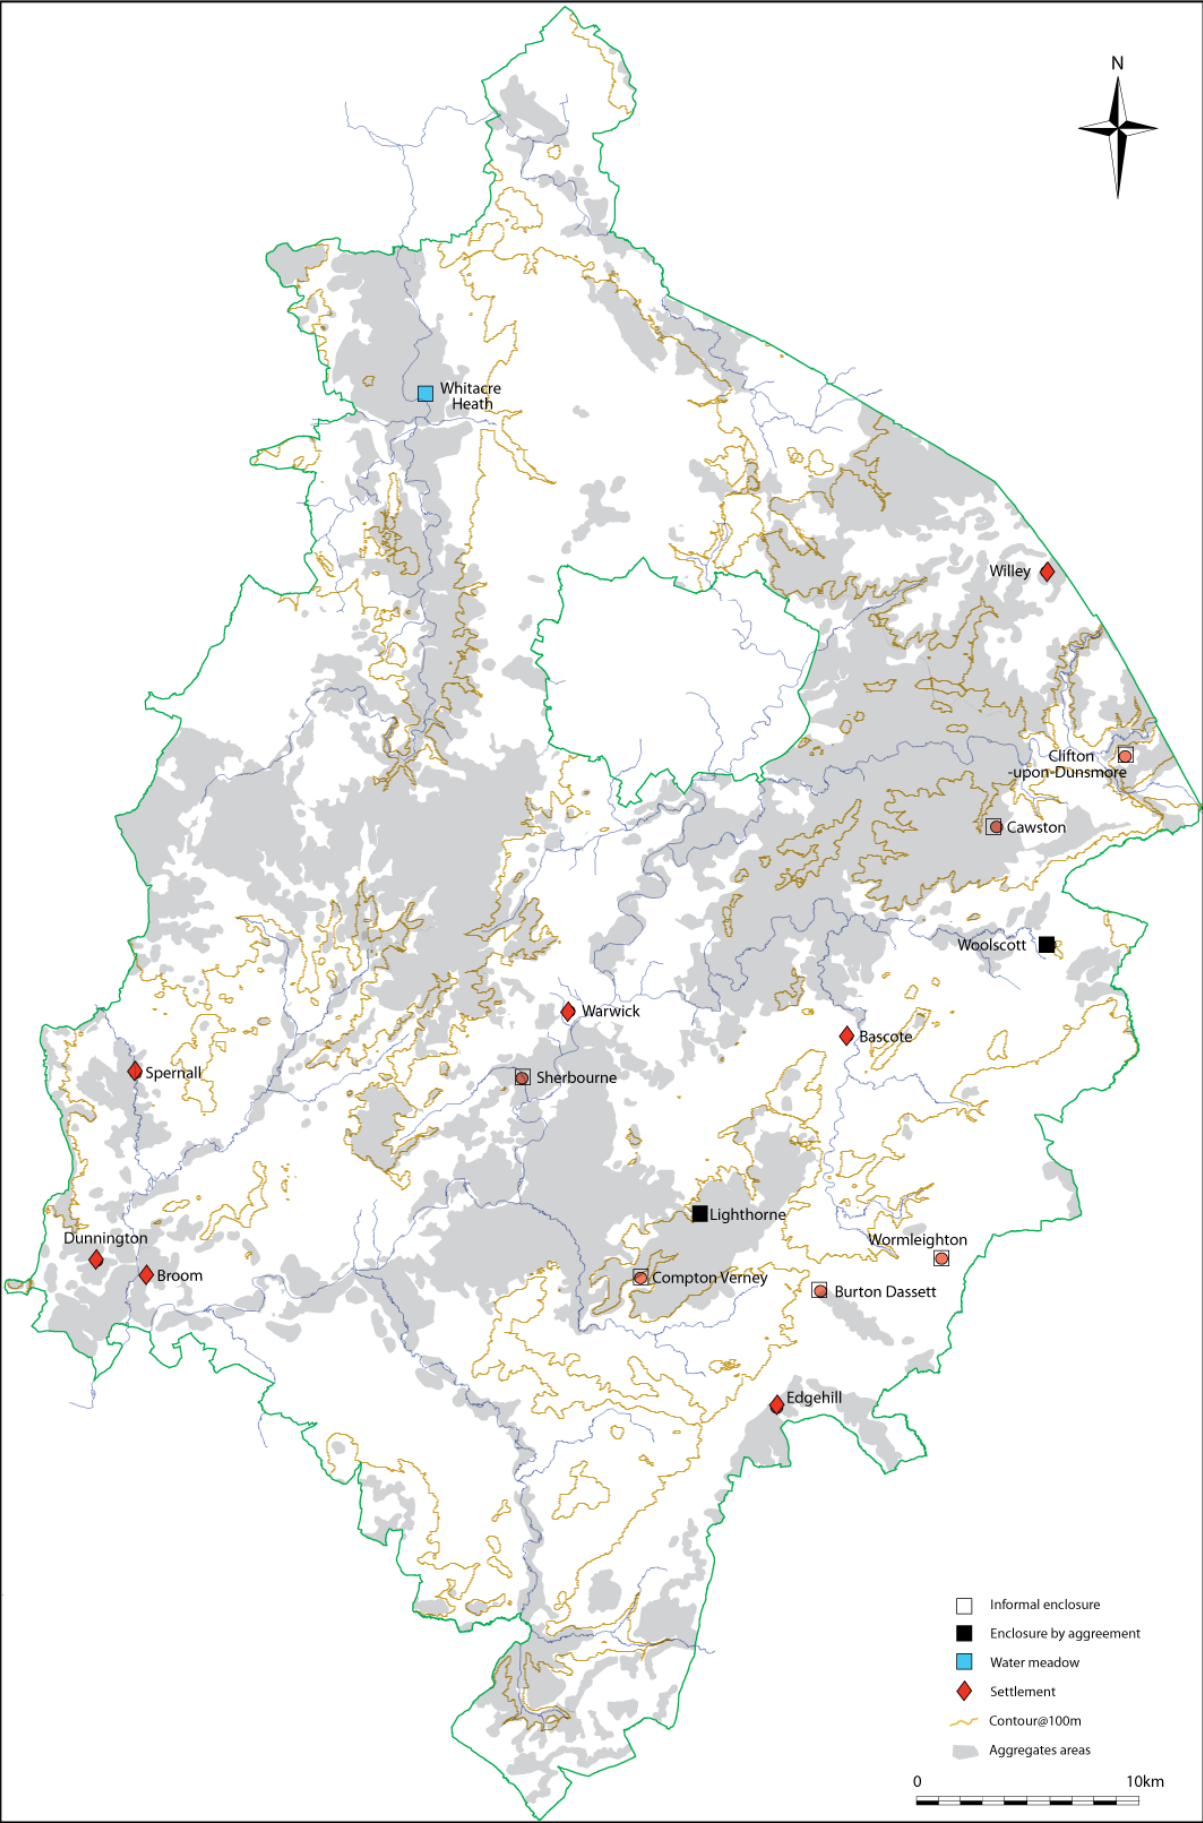 N
Whitacre
Heath
Willey
Clifton
-upon-Dunsmore
Cawston
Woolscott
Warwick
Bascote
Spernall
Sherbourne
Lighthorne
Dunnington
Wormleighton
Broom
Compton Verney
Burton Dassett
Edgehill
Informal enclosure
Enclosure by aggreement
Water meadow
Settlement
Contour@100m
Aggregates areas
0 10km